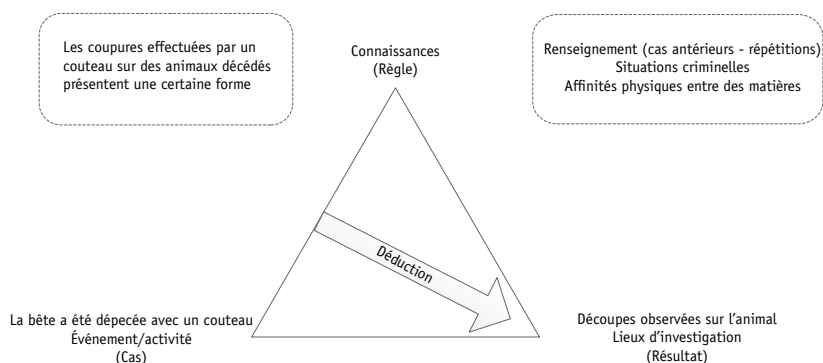 Les coupures effectuées par un
couteau sur des animaux décédés
présentent une certaine forme
Connaissances
(Règle)
Renseignement (cas antérieurs - répétitions)
Situations criminelles
Affinités physiques entre des matières
Déduction
La bête a été dépecée avec un couteau
Événement/activité
(Cas)
Découpes observées sur l'animal
Lieux d'investigation
(Résultat)